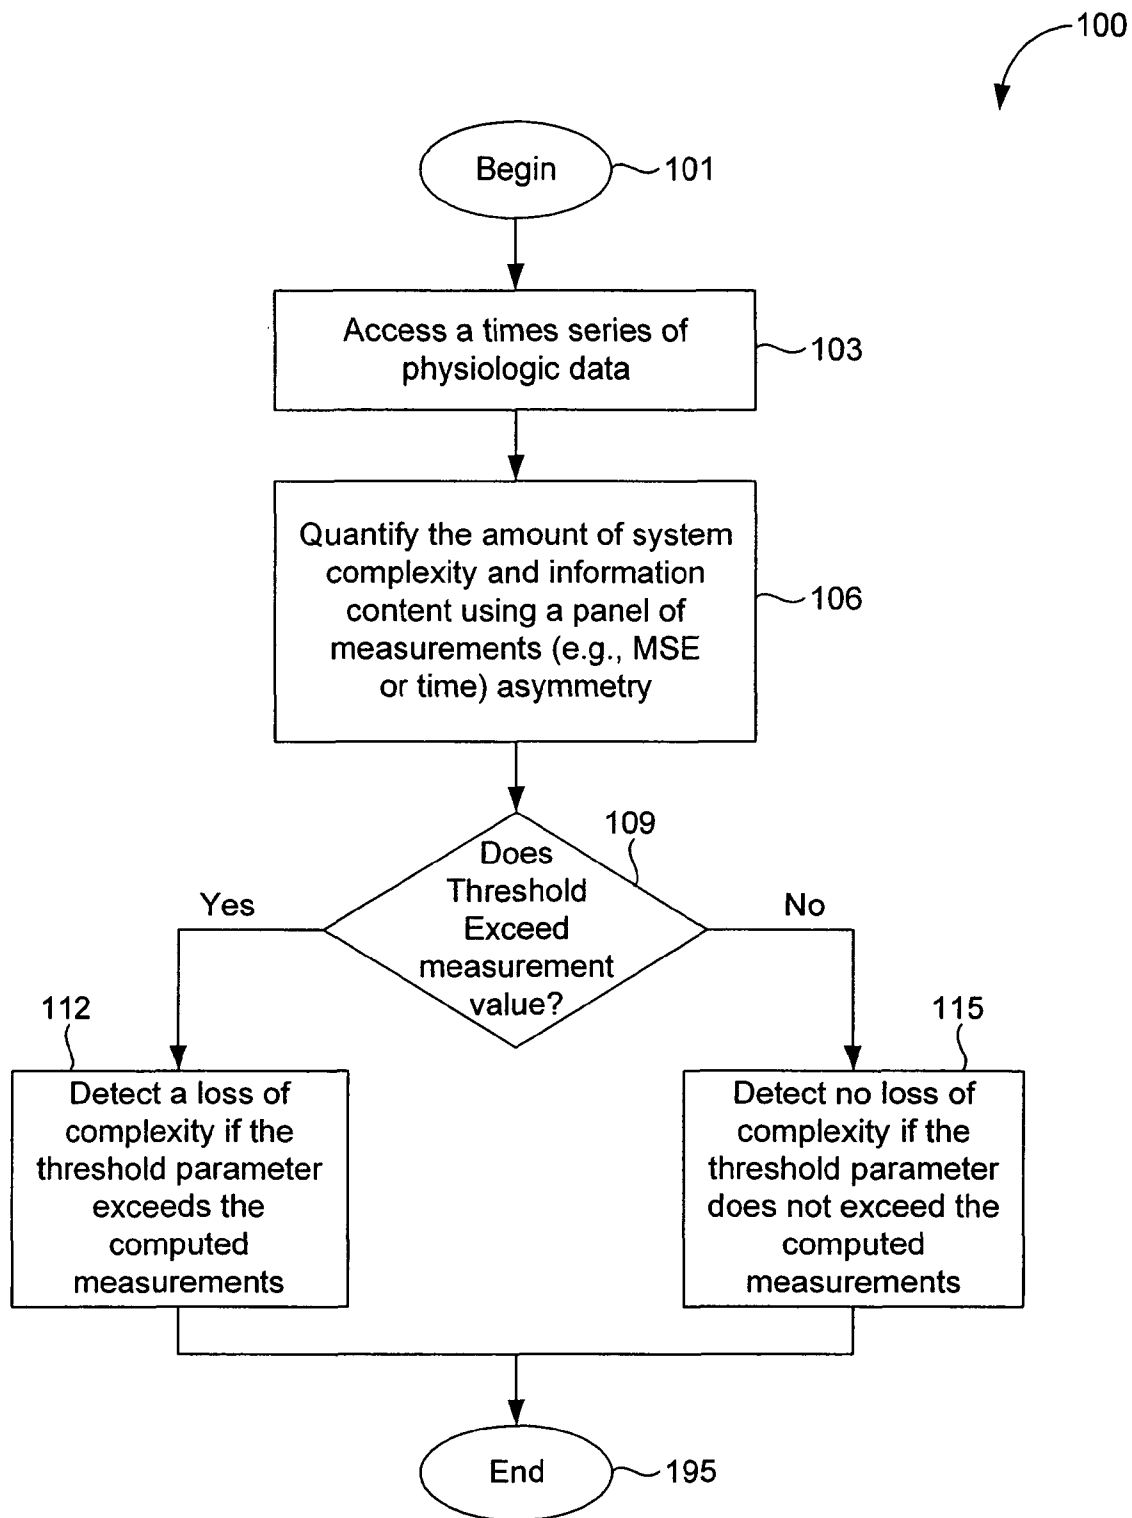 100
Begin
101
Access a times series of
physiologic data
103
Quantify the amount of system
complexity and information
content using a panel of
measurements (e.g., MSE
or time) asymmetry
106
109
Does
Threshold
Exceed
measurement
value?
Yes
No
112
115
Detect a loss of
complexity if the
threshold parameter
exceeds the
computed
measurements
Detect no loss of
complexity if the
threshold parameter
does not exceed the
computed
measurements
End
195